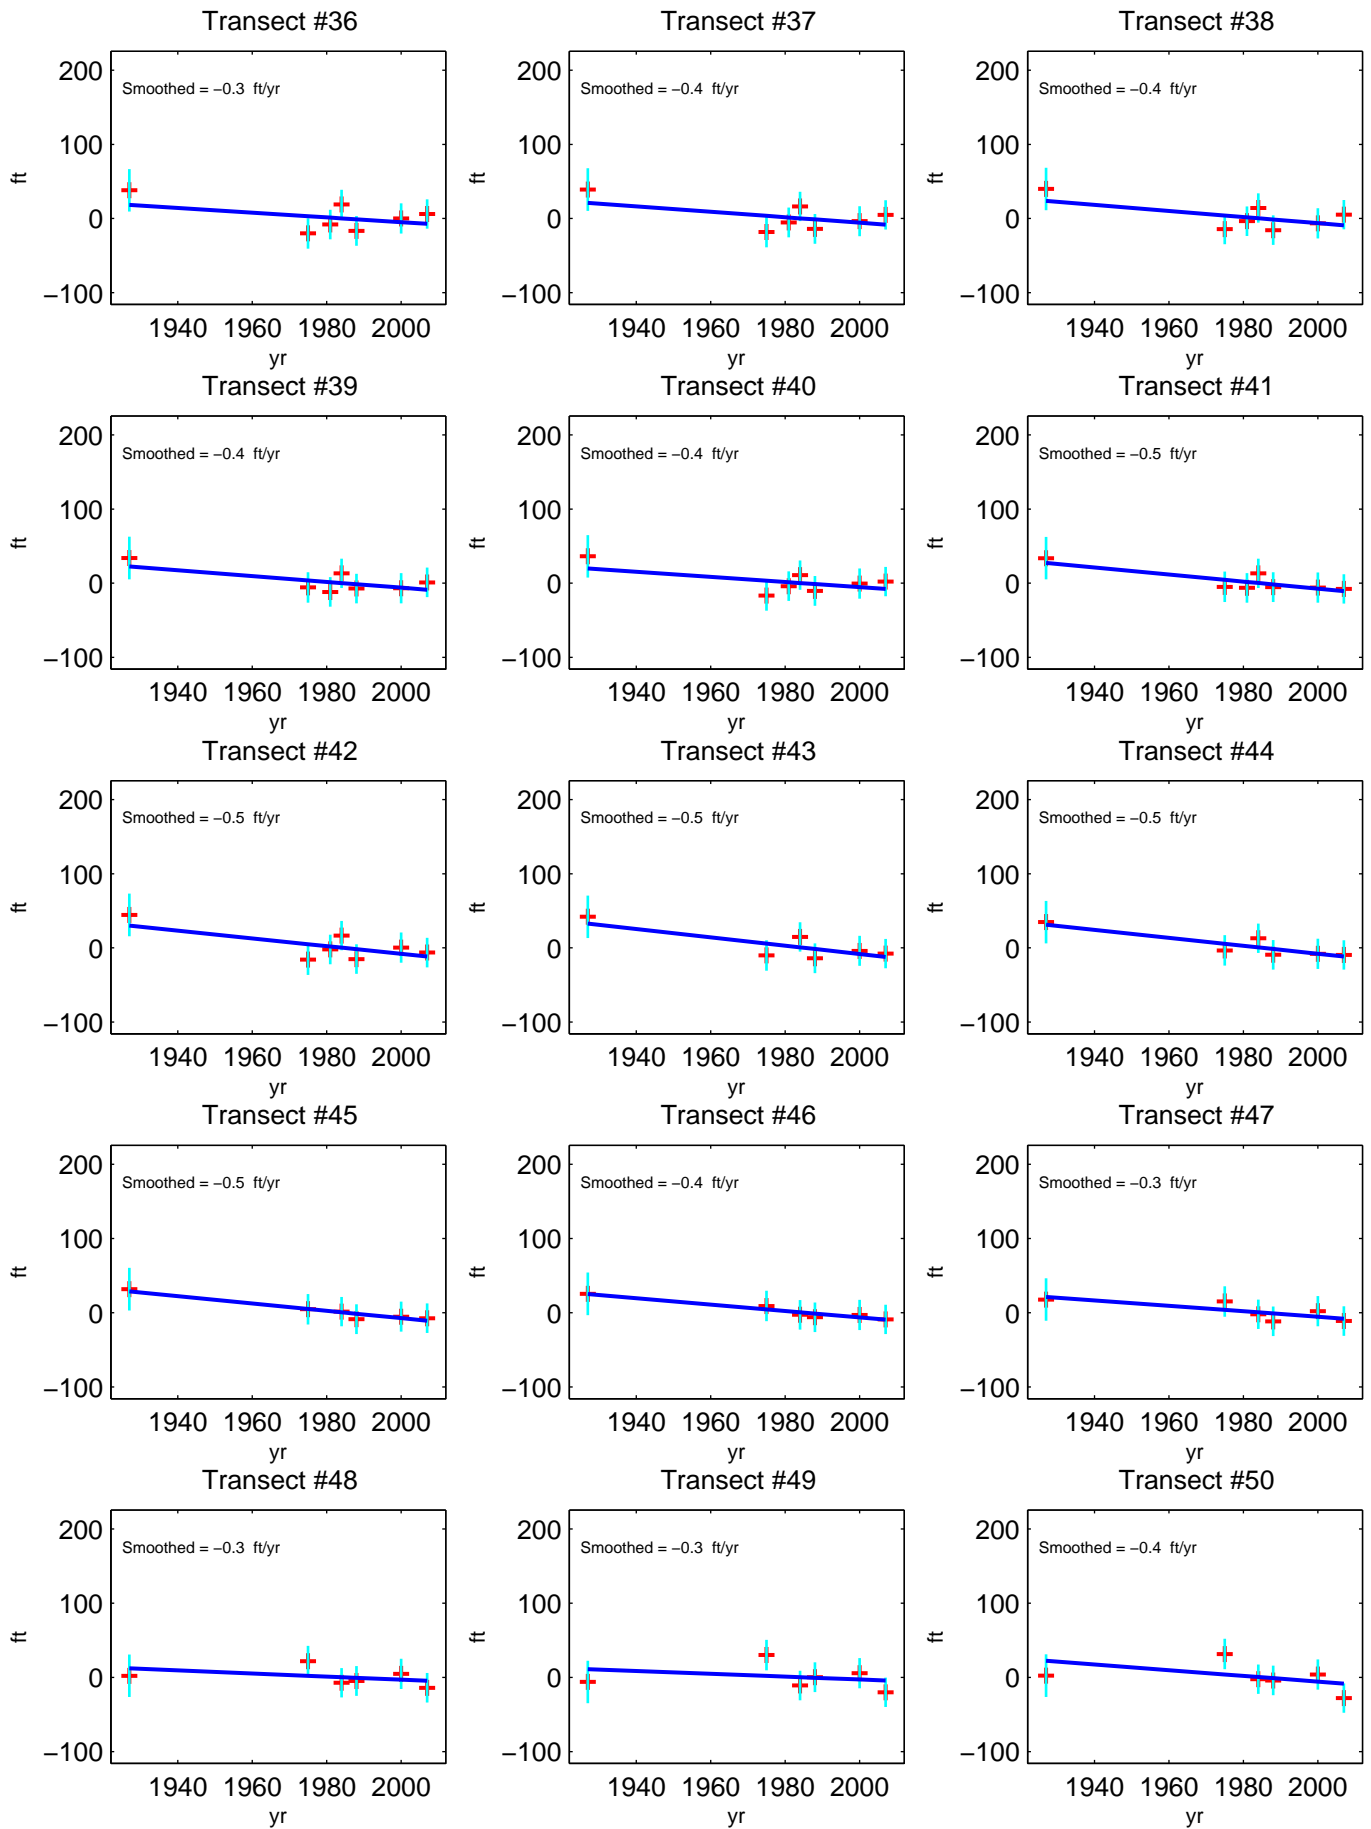 Transect #36 Transect #37 Transect #38
200 200 200
Smoothed = −0.3 ft/yr Smoothed = −0.4 ft/yr Smoothed = −0.4 ft/yr
100 100 100
ft ft ft
0 0 0
−100 −100 −100
1940 1960 1980 2000 1940 1960 1980 2000 1940 1960 1980 2000
yr yr yr
Transect #39 Transect #40 Transect #41
200 200 200
Smoothed = −0.4 ft/yr Smoothed = −0.4 ft/yr Smoothed = −0.5 ft/yr
100 100 100
ft ft ft
0 0 0
−100 −100 −100
1940 1960 1980 2000 1940 1960 1980 2000 1940 1960 1980 2000
yr yr yr
Transect #42 Transect #43 Transect #44
200 200 200
Smoothed = −0.5 ft/yr Smoothed = −0.5 ft/yr Smoothed = −0.5 ft/yr
100 100 100
ft ft ft
0 0 0
−100 −100 −100
1940 1960 1980 2000 1940 1960 1980 2000 1940 1960 1980 2000
yr yr yr
Transect #45 Transect #46 Transect #47
200 200 200
Smoothed = −0.5 ft/yr Smoothed = −0.4 ft/yr Smoothed = −0.3 ft/yr
100 100 100
ft ft ft
0 0 0
−100 −100 −100
1940 1960 1980 2000 1940 1960 1980 2000 1940 1960 1980 2000
yr yr yr
Transect #48 Transect #49 Transect #50
200 200 200
Smoothed = −0.3 ft/yr Smoothed = −0.3 ft/yr Smoothed = −0.4 ft/yr
100 100 100
ft ft ft
0 0 0
−100 −100 −100
1940 1960 1980 2000 1940 1960 1980 2000 1940 1960 1980 2000
yr yr yr